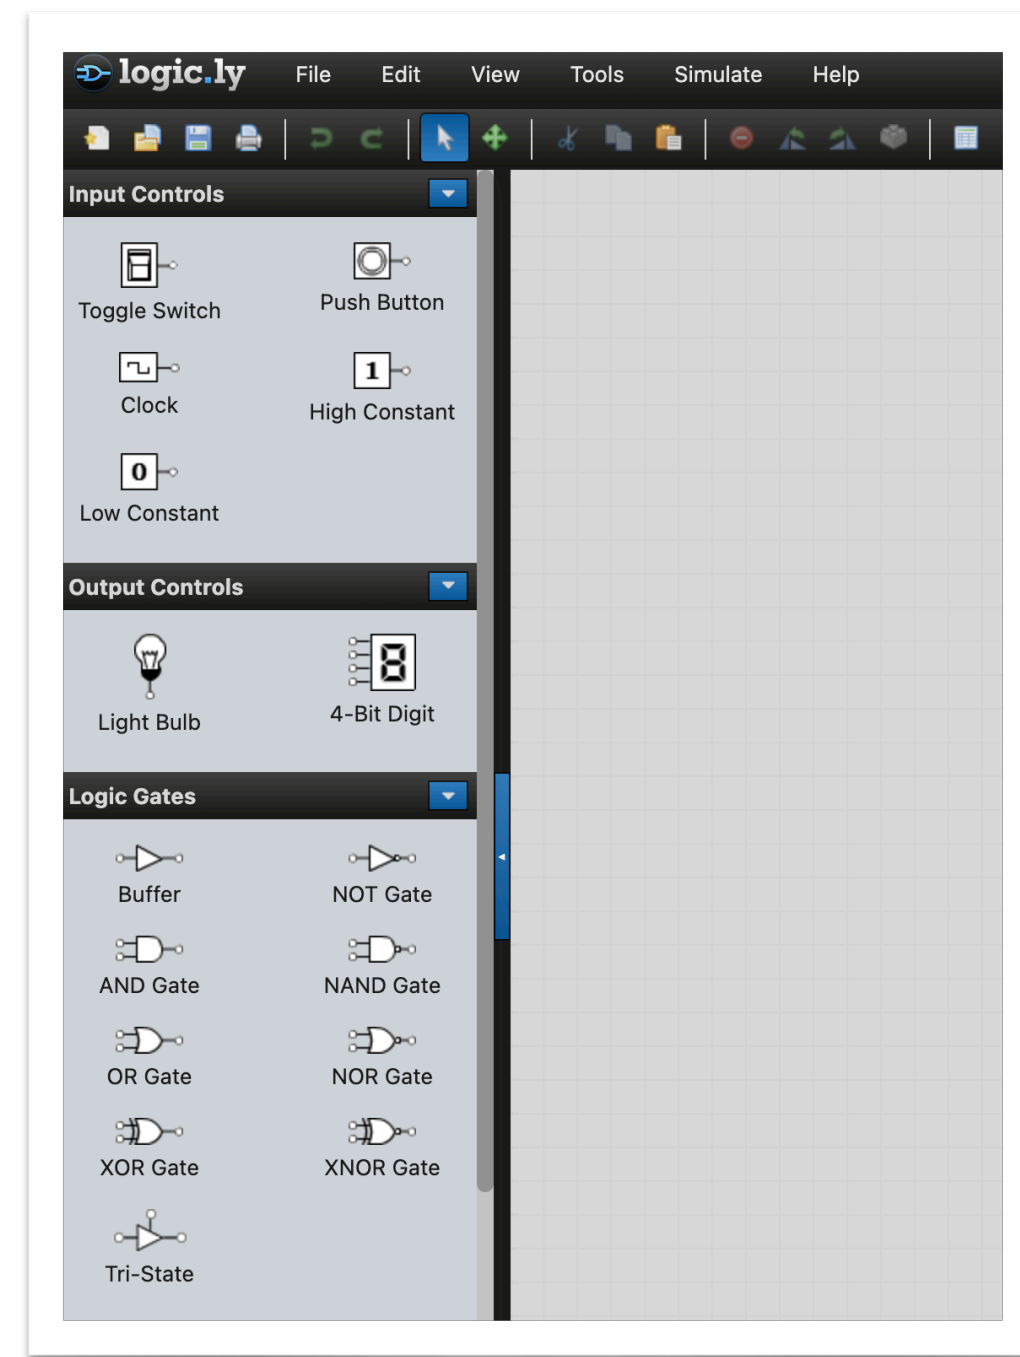 logic.ly File Edit View Tools Simulate Help
Input Controls
Toggle Switch Push Button
Clock High Constant
1
0
Low Constant
Output Controls
8
Light Bulb 4-Bit Digit
Logic Gates
Buffer NOT Gate
AND Gate NAND Gate
OR Gate NOR Gate
XOR Gate XNOR Gate
Tri-State